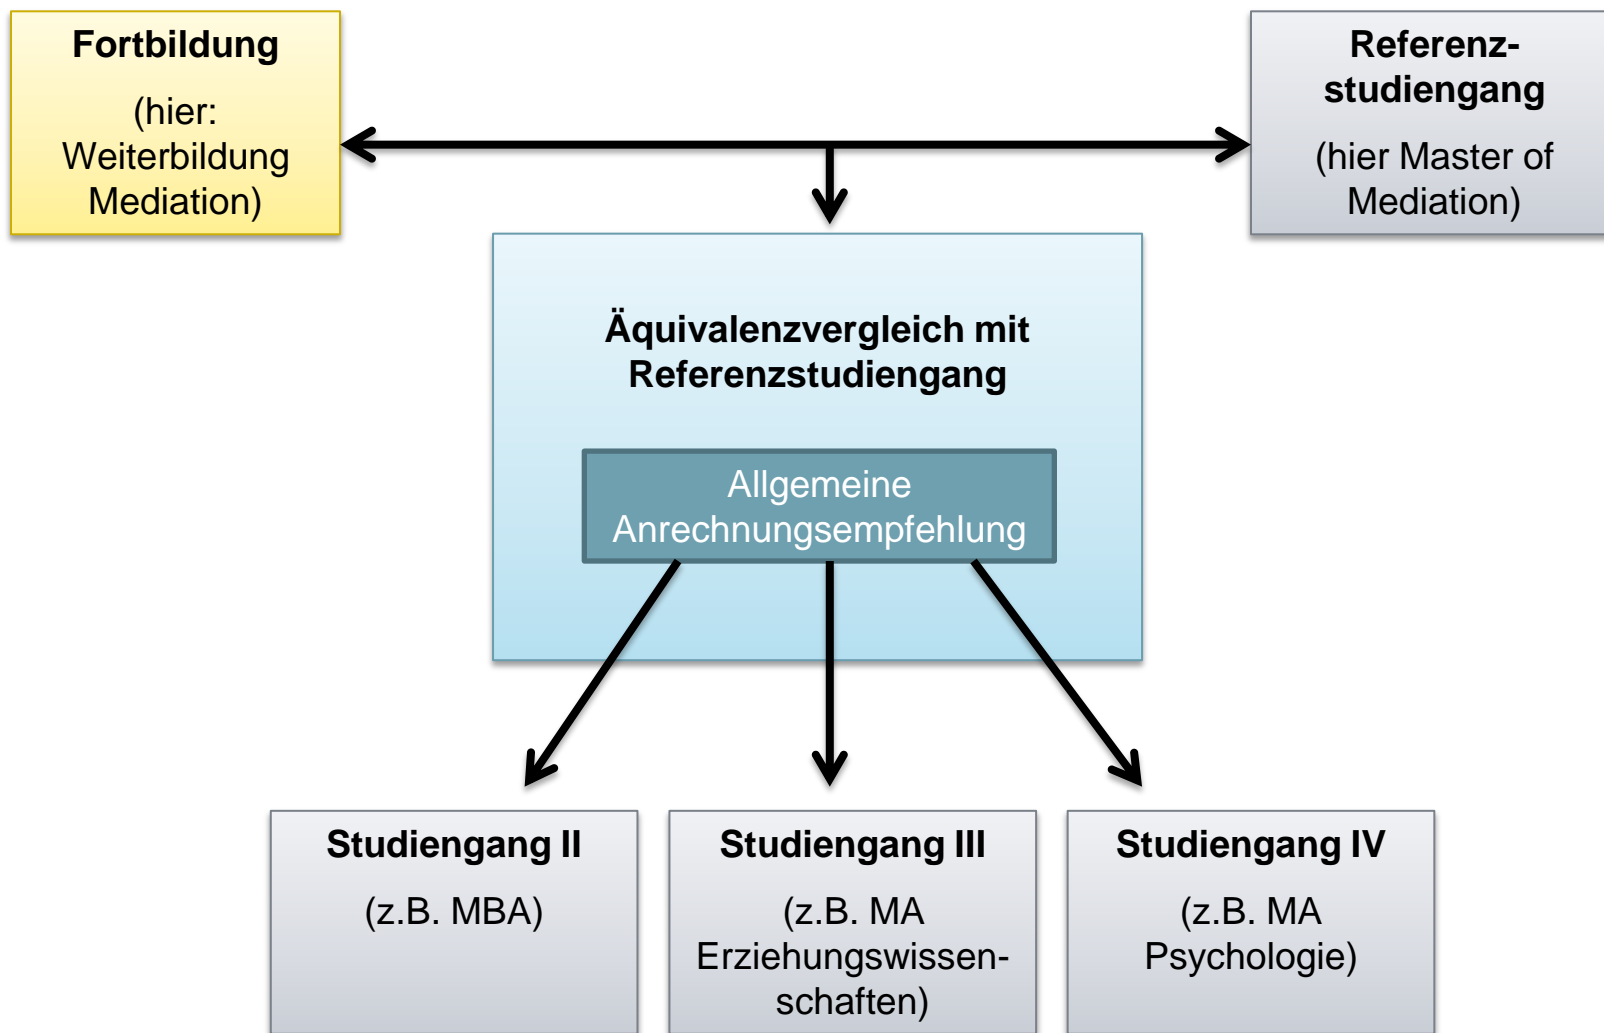 Fortbildung
(hier:
Weiterbildung
Mediation)
Referenz-
studiengang
(hier Master of
Mediation)
Äquivalenzvergleich mit
Referenzstudiengang
Allgemeine
Anrechnungsempfehlung
Studiengang II
(z.B. MBA)
Studiengang III
(z.B. MA
Erziehungswissen-
schaften)
Studiengang IV
(z.B. MA
Psychologie)